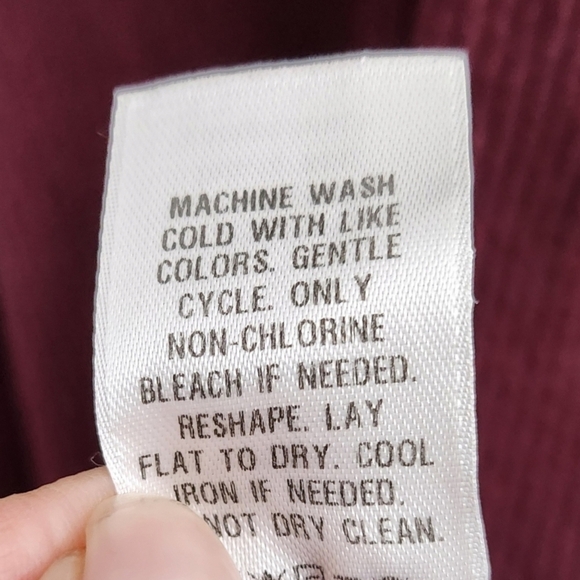 MACHINE WASH
COLD WITH LIKE
COLORS. GENTLE
CYCLE. ONLY
NON-CHLORINE
BLEACH IF NEEDED.
RESHAPE. LAY
FLAT TO DRY. COOL
IRON IF NEEDED.
NOT DRY CLEAN.